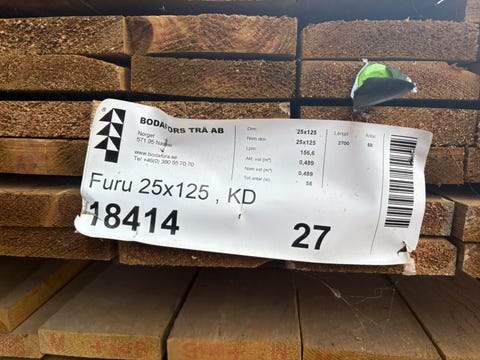 BODAFORS TRÄ AB
Norget
571 95 Nässjö
www.bodafors.se
Tel +46(0) 380 55 70 70
Dim: 25x125 Längd Antal
Nom dim: 25x125 2700 58
Lpm: 156,6
Akt. vol (m³) 0,489
Nom vol (m³) 0,489
Tot antal (st) 58
Furu 25x125 , KD
18414
27